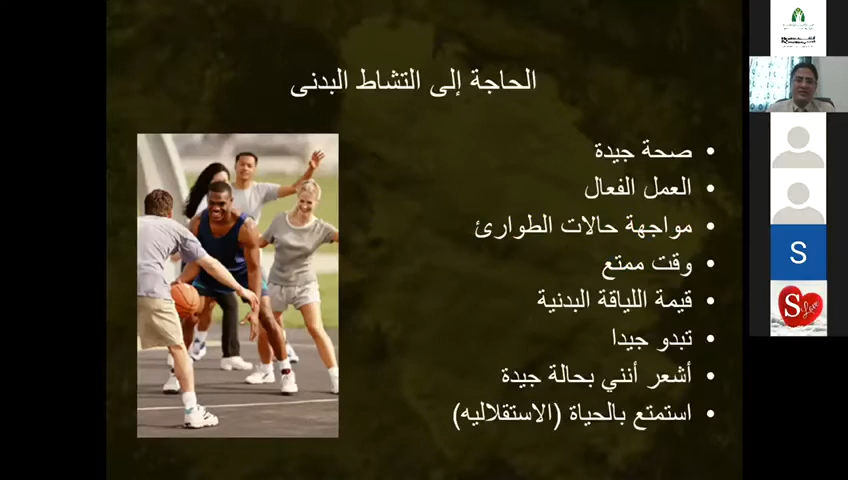 الحاجة إلى التشاط البدنى
• صحة جيدة
• العمل الفعال
• مواجهة حالات الطوارئ
• وقت ممتع
• قيمة اللياقة البدنية
• تبدو جيدا
• أشعر أنني بحالة جيدة
• استمتع بالحياة (الاستقلاليه)
S
S Love